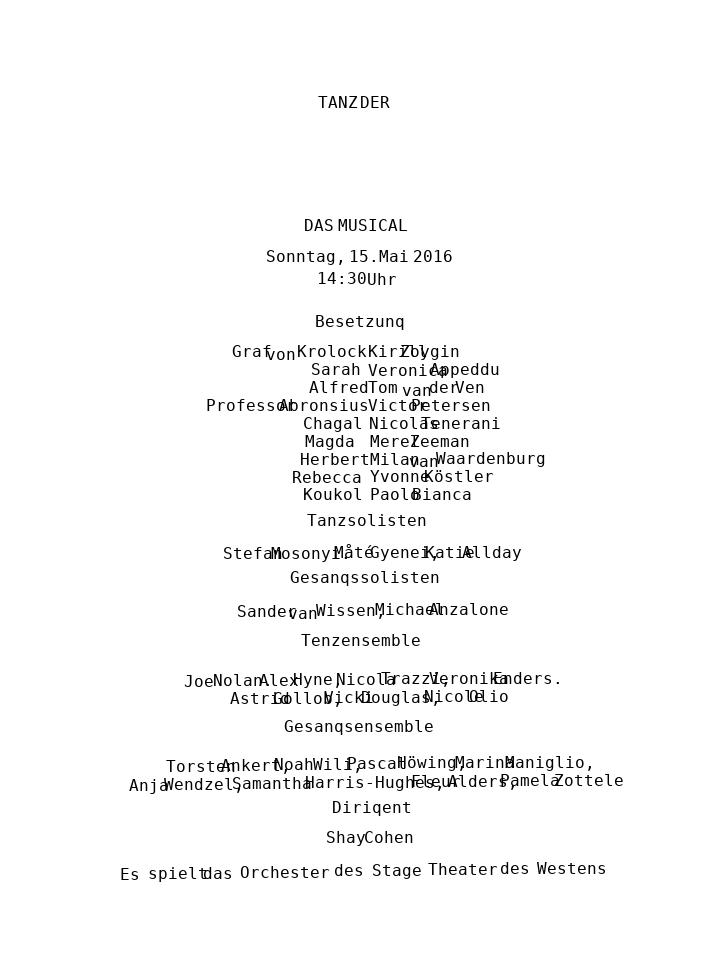 TANZ DER
DAS MUSICAL
Sonntag, 15.Mai 2016
14:30 Uhr
Besetzunq
Graf von Krolock Kirill Zolygin
Sarah Veronica Appeddu
Alfred Tom van der Ven
Professor Abronsius Victor Petersen
Chagal Nicolas Tenerani
Magda Merel Zeeman
Herbert Milan van Waardenburg
Rebecca Yvonne Köstler
Koukol Paolo Bianca
Tanzsolisten
Stefan Mosonyi. Måté Gyenei, Katie Allday
Gesanqssolisten
Sander van Wissen, Michael Anzalone
Tenzensemble
Joe Nolan. Alex Hyne, Nicola Trazzi, Veronika Enders.
Astrid Gollob, Vicki Douglas, Nicole Olio
Gesanqsensemble
Torsten Ankert, Noah Wili, Pascal Höwing, Marina Maniglio,
Anja Wendzel, Samantha Harris-Hughes, Fleur Alders, Pamela Zottele
Diriqent
Shay Cohen
Es spielt das Orchester des Stage Theater des Westens